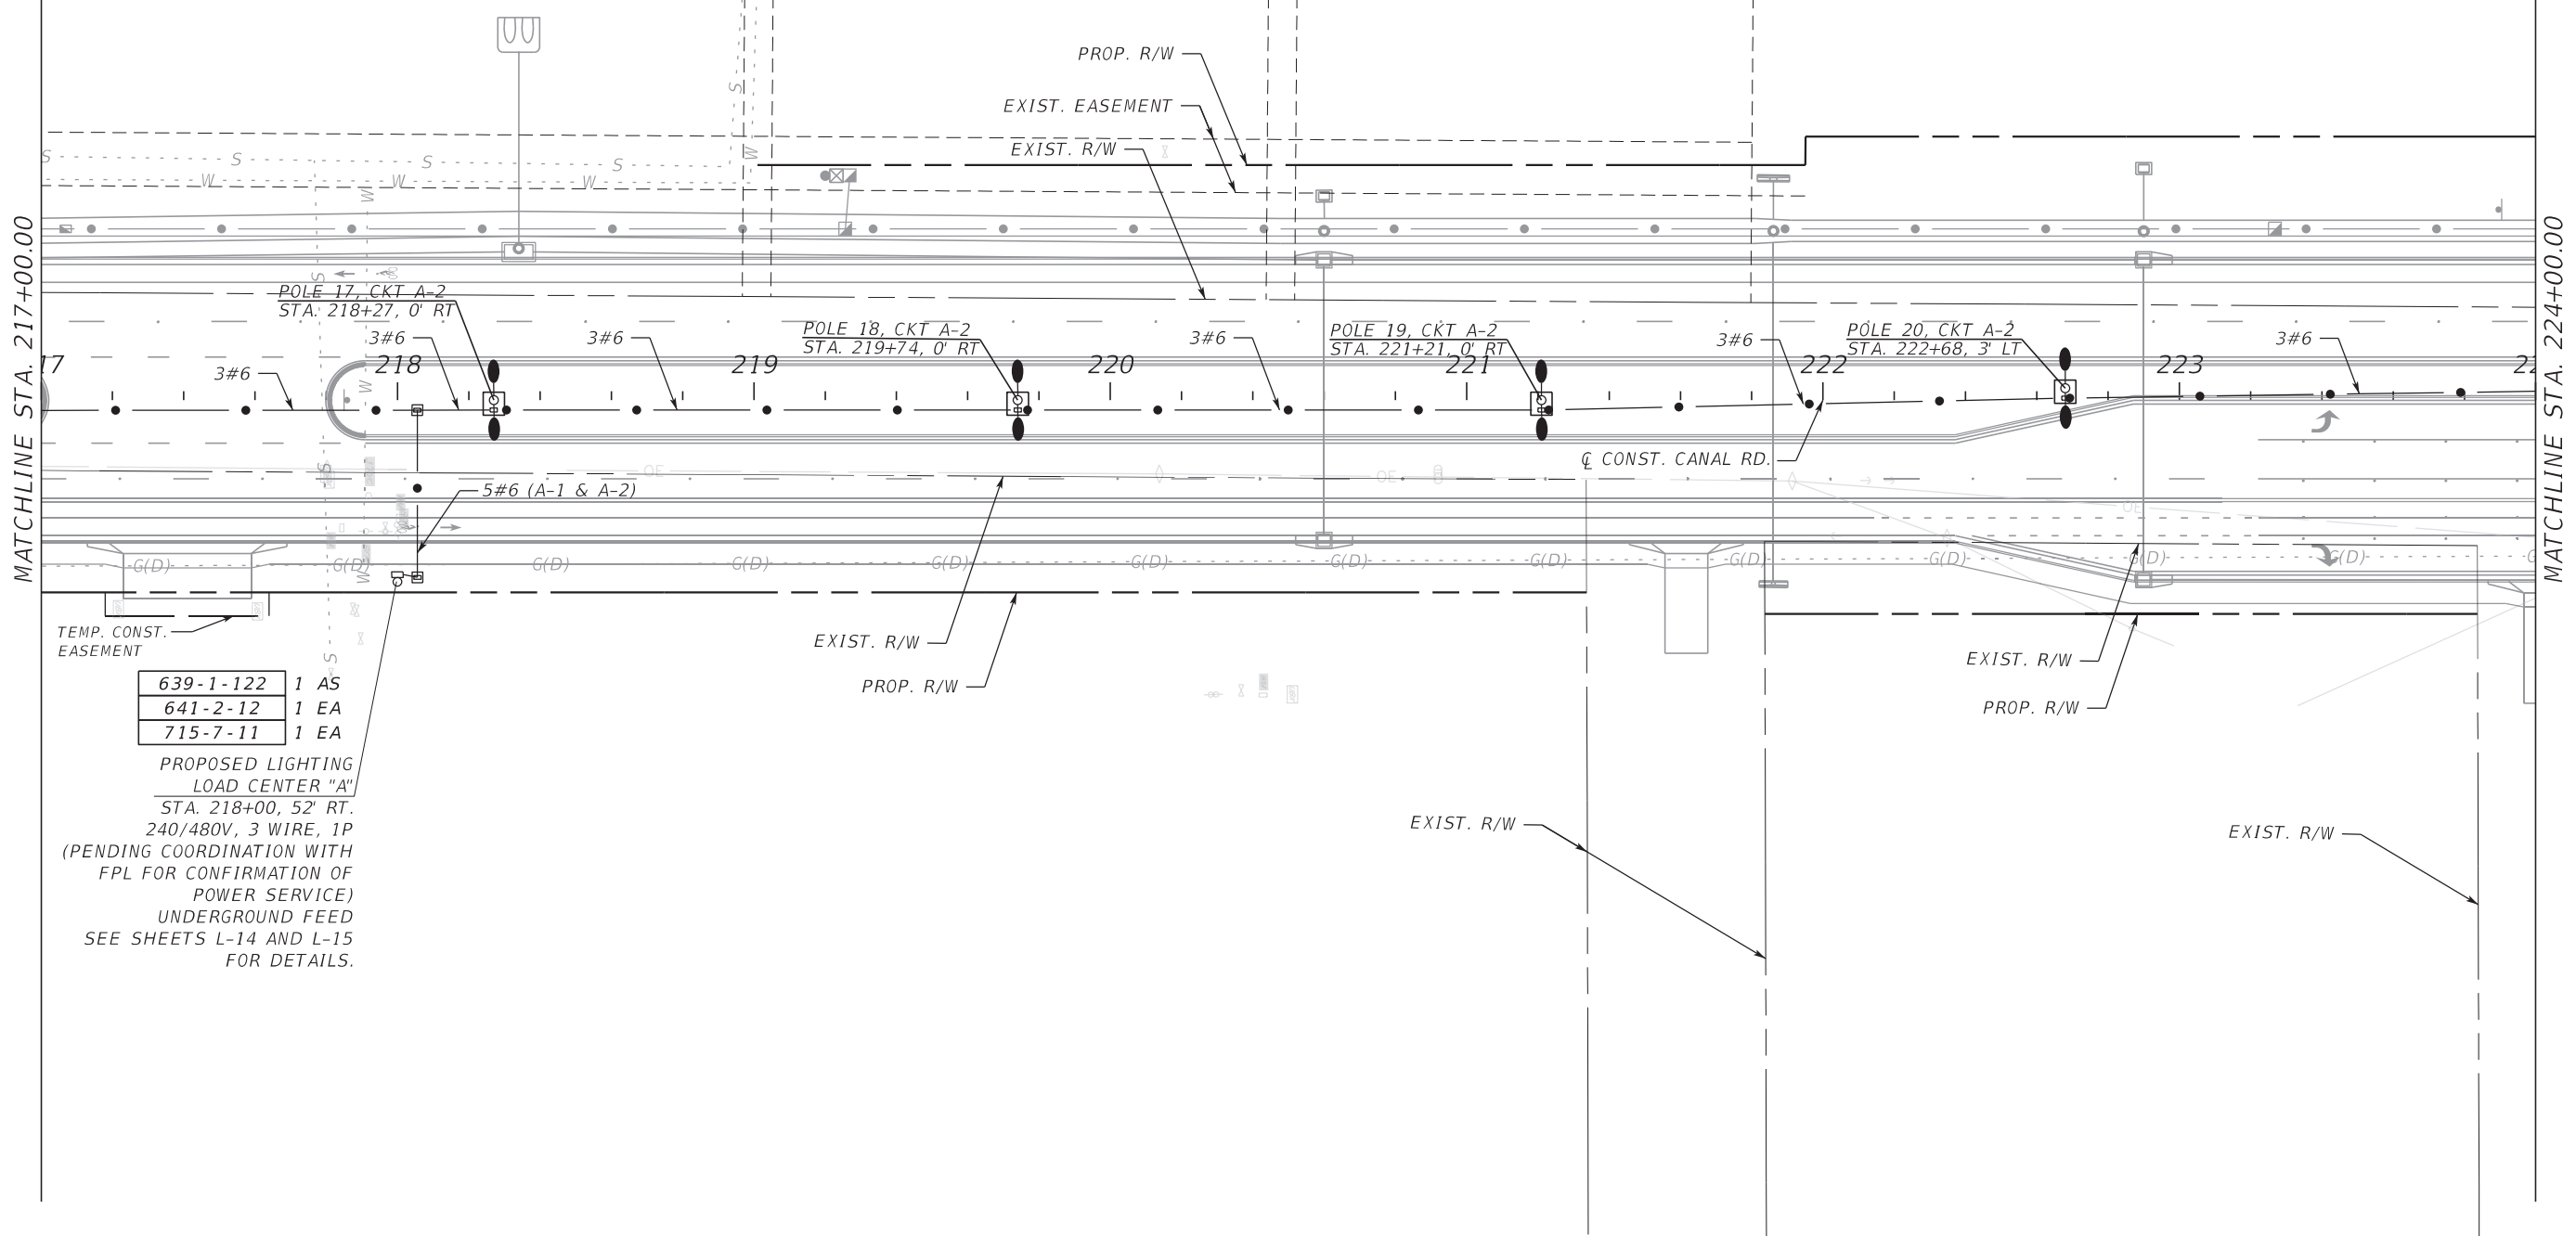 PROP. R/W
EXIST. EASEMENT
EXIST. R/W
S
S
S
S
S
W
W
W
W
W
S
MATCHLINE STA. 217+00.00
MATCHLINE STA. 224+00.00
POLE 17, CKT A-2
STA. 218+27, 0' RT
POLE 18, CKT A-2
STA. 219+74, 0' RT
POLE 19, CKT A-2
STA. 221+21, 0' RT
POLE 20, CKT A-2
STA. 222+68, 3' LT
3#6
3#6
3#6
3#6
3#6
3#6
17
218
219
220
221
222
223
22
W
S
OE
OE
OE
℄ CONST. CANAL RD.
5#6 (A-1 & A-2)
G(D)
G(D)
G(D)
G(D)
G(D)
G(D)
G(D)
G(D)
G(D)
G(D)
G(D)
G(D)
W
S
TEMP. CONST.
EASEMENT
EXIST. R/W
PROP. R/W
EXIST. R/W
PROP. R/W
639-1-122 1 AS
641-2-12 1 EA
715-7-11 1 EA
PROPOSED LIGHTING
LOAD CENTER "A"
STA. 218+00, 52' RT.
240/480V, 3 WIRE, 1P
(PENDING COORDINATION WITH
FPL FOR CONFIRMATION OF
POWER SERVICE)
UNDERGROUND FEED
SEE SHEETS L-14 AND L-15
FOR DETAILS.
EXIST. R/W
EXIST. R/W